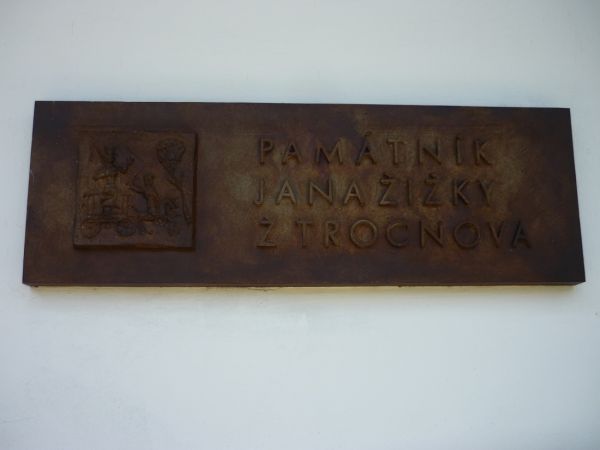 PAMÁTNÍK
JANA ŽIŽKY
Z TROCNOVA